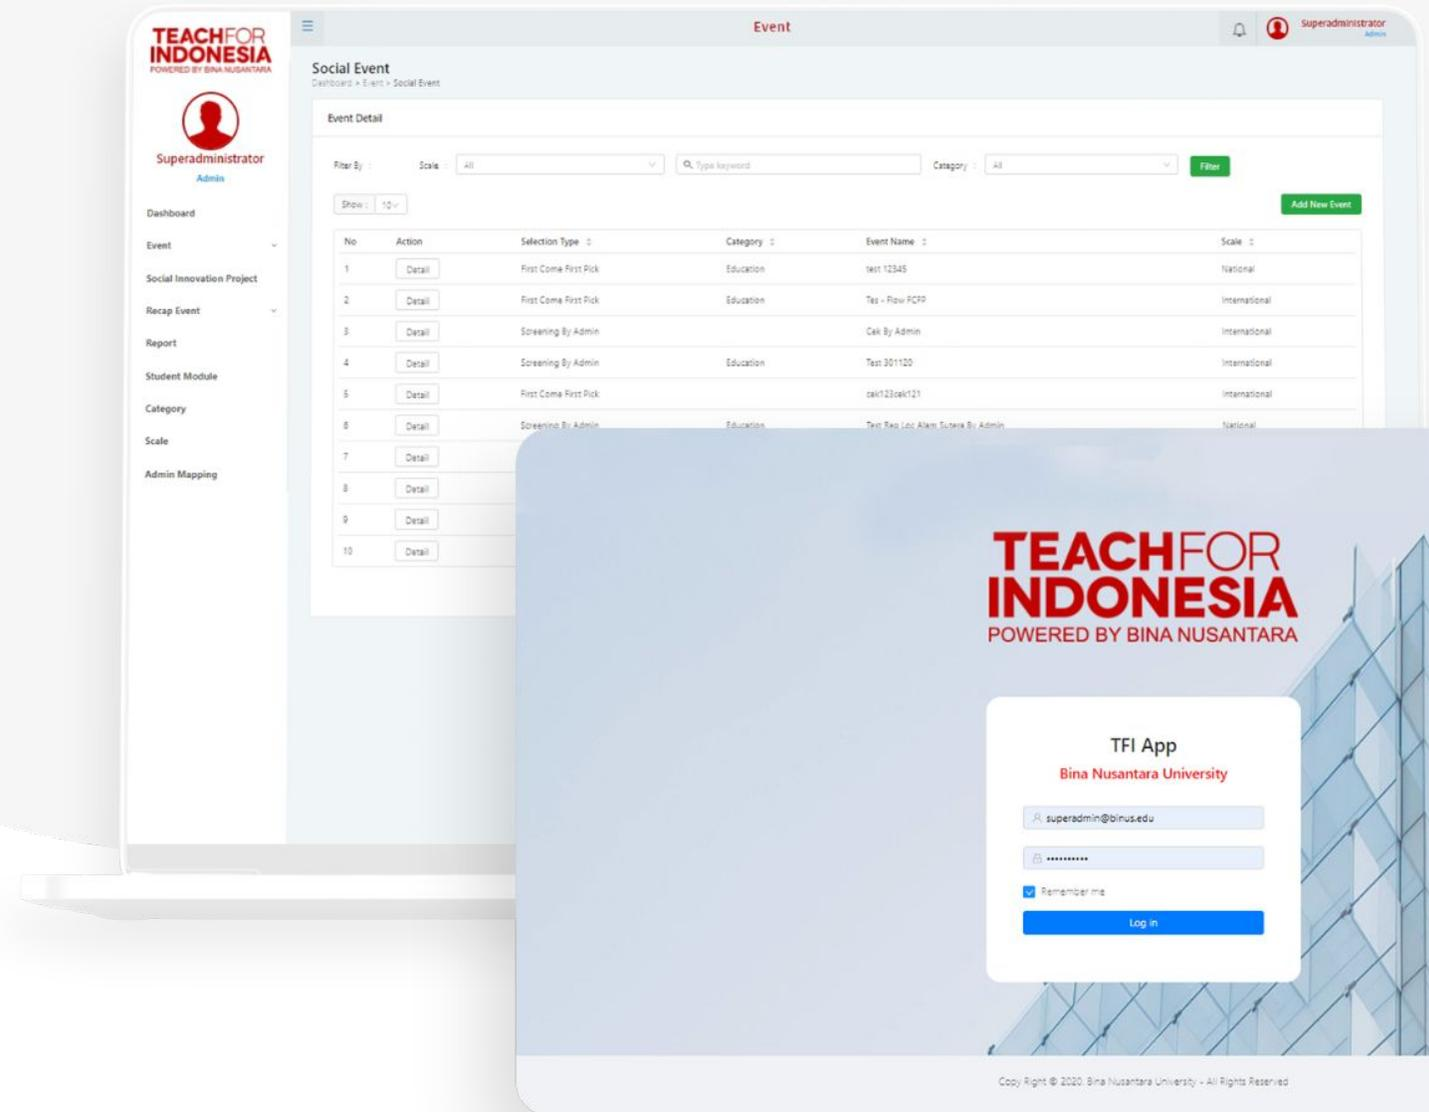 TEACHFOR
INDONESIA
POWERED BY BINA NUSANTARA
Superadministrator
Admin
Dashboard
Event
Social Innovation Project
Recap Event
Report
Student Module
Category
Scale
Admin Mapping
Event
Superadministrator
Admin
Social Event
Dashboard > Event > Social Event
Event Detail
Filter By : Scale : All Type keyword Category : All Filter
Show : 10 Add New Event
No Action Selection Type Category Event Name Scale
1 Detail First Come First Pick Education test 12345 National
2 Detail First Come First Pick Education Tes - Flow FCFP International
3 Detail Screening By Admin Cek By Admin International
4 Detail Screening By Admin Education Test 301120 International
5 Detail First Come First Pick cek123cek121 International
6 Detail Screening By Admin Education Test Reg Loc Alam Sutera By Admin National
7 Detail
8 Detail
9 Detail
10 Detail
TEACHFOR
INDONESIA
POWERED BY BINA NUSANTARA
TFI App
Bina Nusantara University
superadmin@binus.edu
••••••••••
Remember me
Log in
Copy Right © 2020. Bina Nusantara University - All Rights Reserved